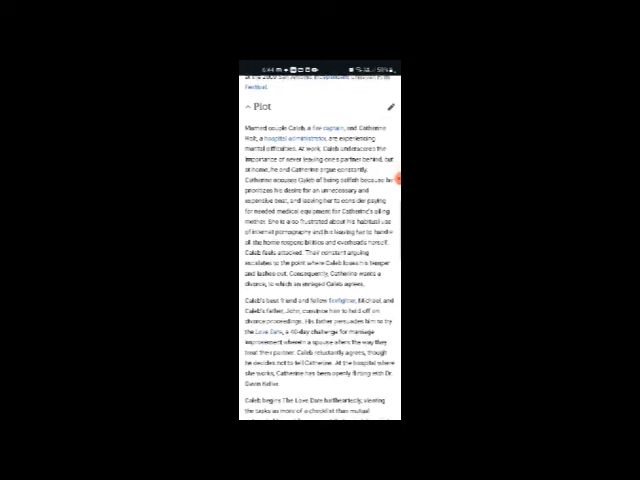 Festival.
Plot
Married couple Caleb, a fire captain, and Catherine
Holt, a hospital administrator, are experiencing
marital difficulties. At work, Caleb underscores the
importance of never leaving one's partner behind, but
at home, he and Catherine argue constantly.
Catherine accuses Caleb of being selfish because he
prioritizes his desire for an unnecessary and
expensive boat, and leaving her to consider paying
for needed medical equipment for Catherine's ailing
mother. She is also frustrated about his habitual use
of internet pornography and his leaving her to handle
all the home responsibilities and overheads herself.
Caleb feels attacked. Their constant arguing
escalates to the point where Caleb loses his temper
and lashes out. Consequently, Catherine wants a
divorce, to which an enraged Caleb agrees.
Caleb's best friend and fellow firefighter, Michael, and
Caleb's father, John, convince him to hold off on
divorce proceedings. His father persuades him to try
the Love Dare, a 40-day challenge for marriage
improvement wherein a spouse alters the way they
treat their partner. Caleb reluctantly agrees, though
he decides not to tell Catherine. At the hospital where
she works, Catherine has been openly flirting with Dr.
Gavin Keller.
Caleb begins The Love Dare halfheartedly, viewing
the tasks as more of a checklist than mutual